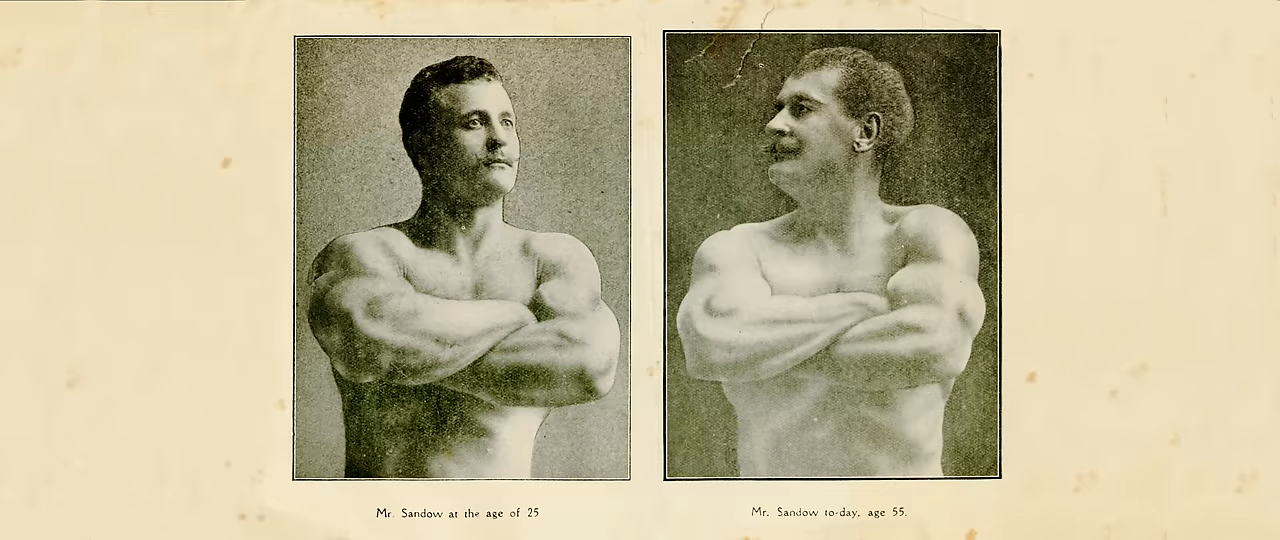 Mr. Sandow at the age of 25
Mr. Sandow to-day, age 55.